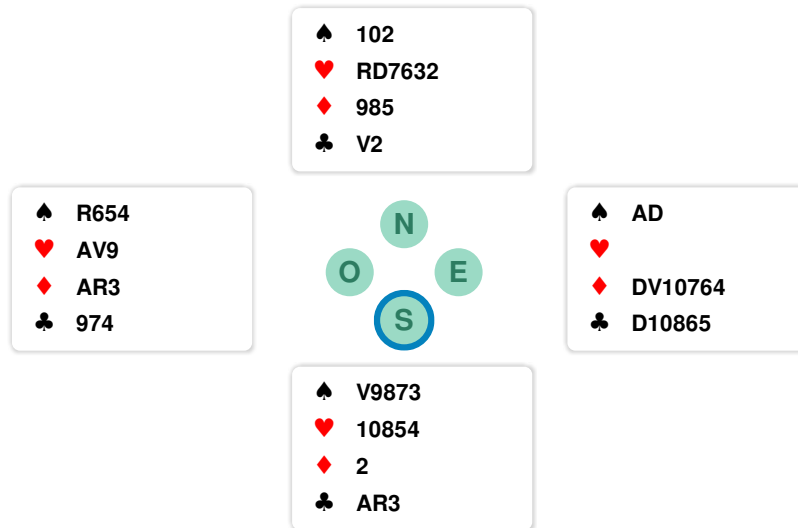 ♠ 102
♥ RD7632
♦ 985
♣ V2
♠ R654
♥ AV9
♦ AR3
♣ 974
N
O E
S
♠ AD
♥
♦ DV10764
♣ D10865
♠ V9873
♥ 10854
♦ 2
♣ AR3